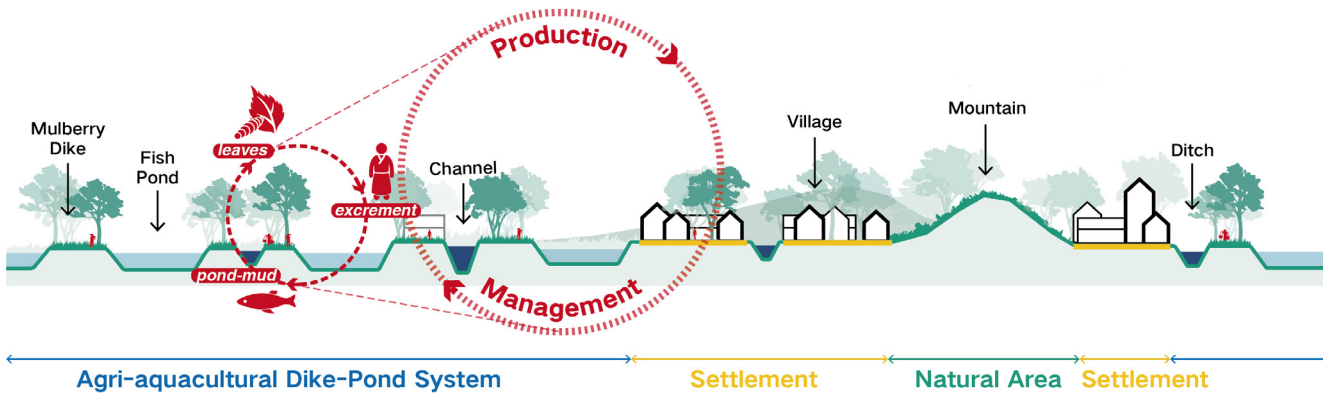 Production
Mulberry
Dike
Fish
Pond
leaves
Channel
excrement
pond-mud
Management
Village
Mountain
Ditch
Agri-aquacultural Dike-Pond System
Settlement
Natural Area
Settlement